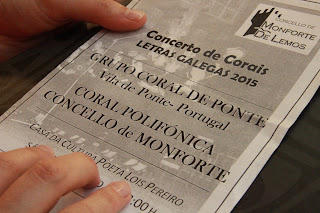 CONCELLO DE
MONFORTE
DE LEMOS
Concerto de Corais
LETRAS GALEGAS 2015
GRUPO CORAL DE PONTE
Vila de Ponte- Portugal
CORAL POLIFÓNICA
CONCELLO de MONFORTE
CASA DA CULTURA POETA LOIS PEREIRO